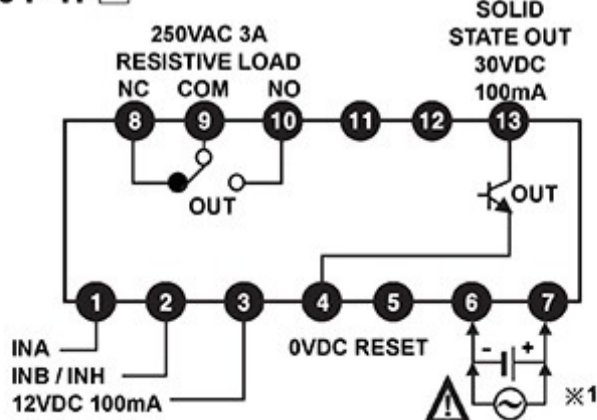 SOLID
250VAC 3A STATE OUT
RESISTIVE LOAD 30VDC
NC COM NO 100mA
8 9 10 11 12 13
OUT OUT
1 2 3 4 5 6 7
INA 0VDC RESET - +
INB / INH
12VDC 100mA ※1